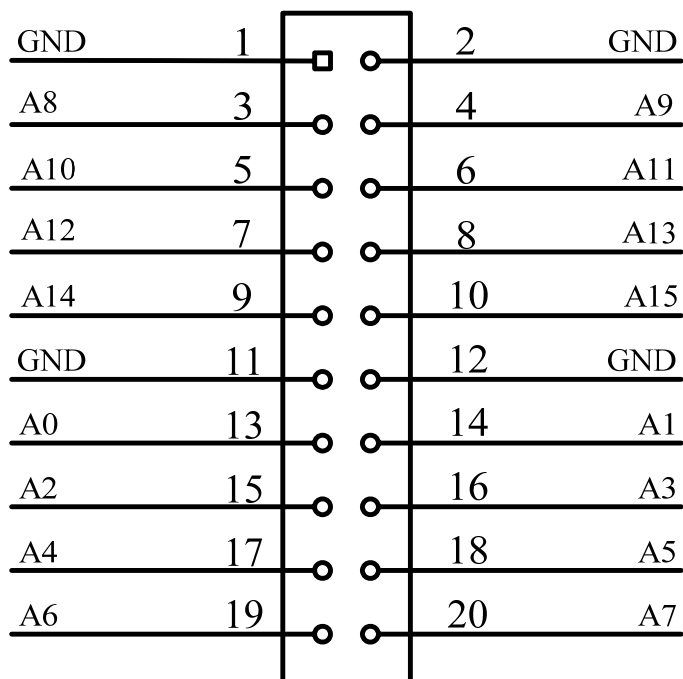 GND 1 2 GND
A8 3 4 A9
A10 5 6 A11
A12 7 8 A13
A14 9 10 A15
GND 11 12 GND
A0 13 14 A1
A2 15 16 A3
A4 17 18 A5
A6 19 20 A7